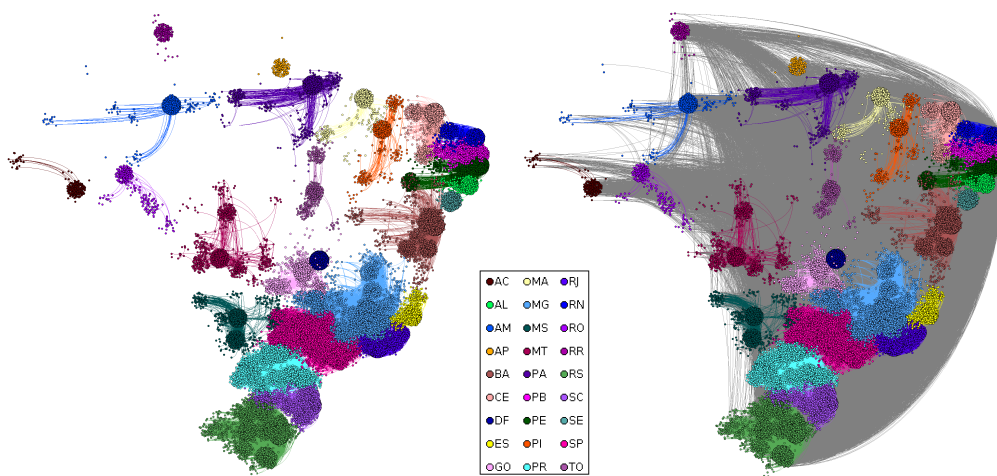 AC MA RJ
AL MG RN
AM MS RO
AP MT RR
BA PA RS
CE PB SC
DF PE SE
ES PI SP
GO PR TO